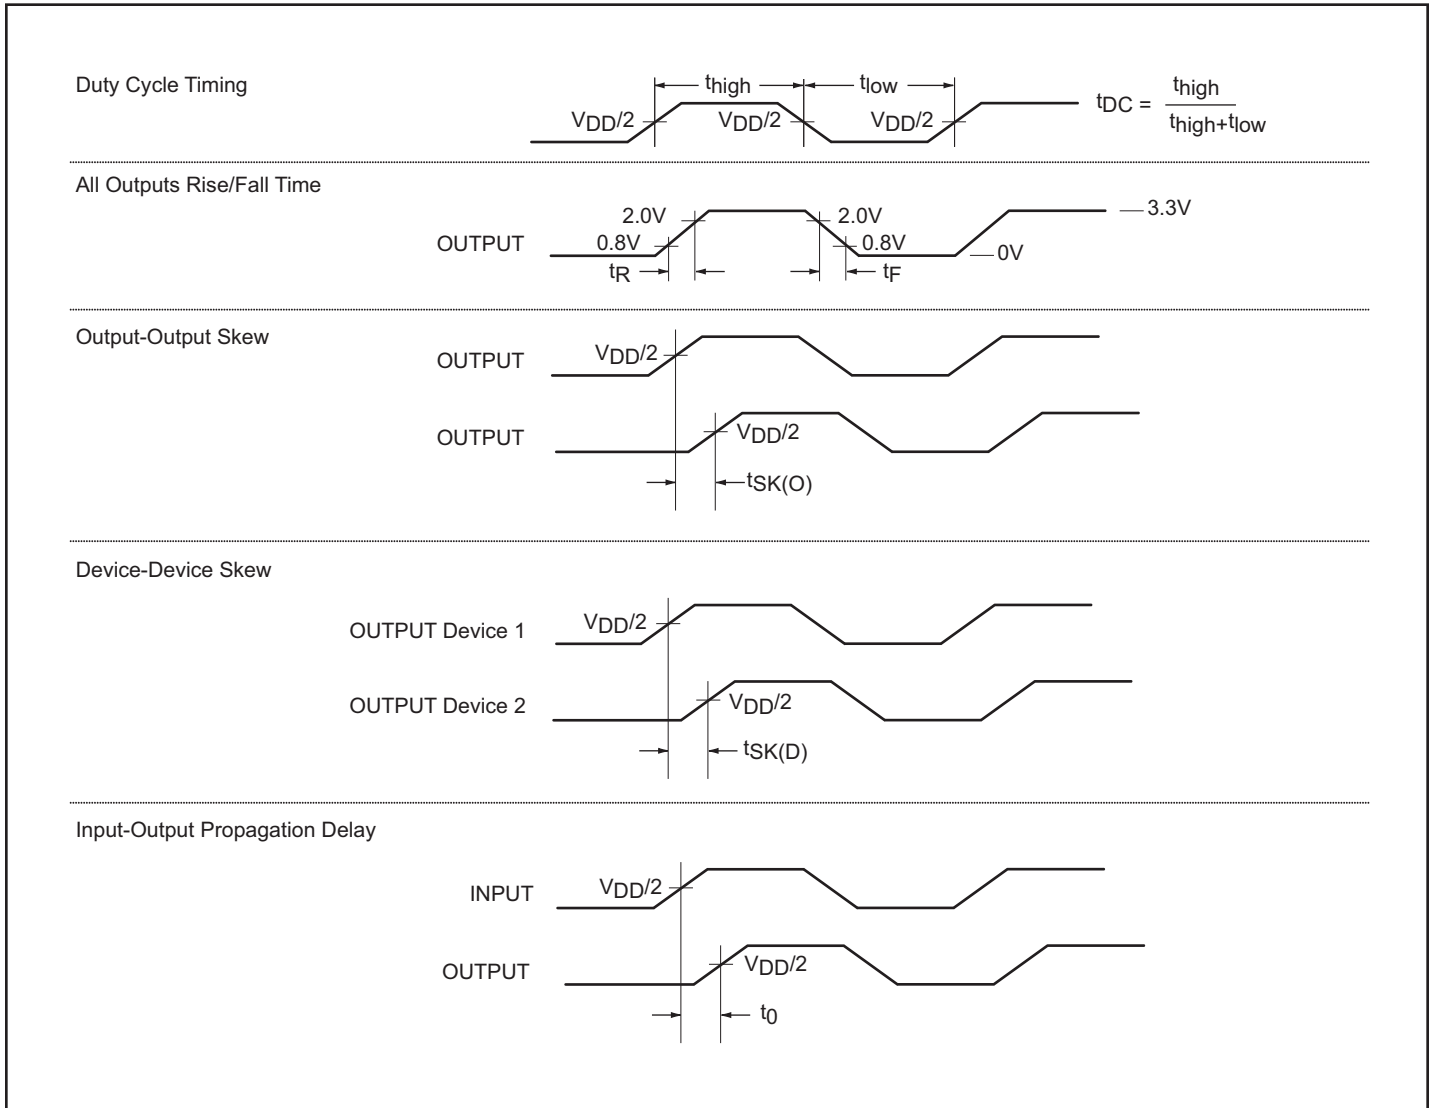 Duty Cycle Timing
thigh
tlow
VDD/2
VDD/2
VDD/2
tDC = thigh
thigh+tlow
All Outputs Rise/Fall Time
OUTPUT
2.0V
0.8V
2.0V
0.8V
3.3V
0V
tR
tF
Output-Output Skew
OUTPUT
VDD/2
OUTPUT
VDD/2
tSK(O)
Device-Device Skew
OUTPUT Device 1
VDD/2
OUTPUT Device 2
VDD/2
tSK(D)
Input-Output Propagation Delay
INPUT
VDD/2
OUTPUT
VDD/2
t0